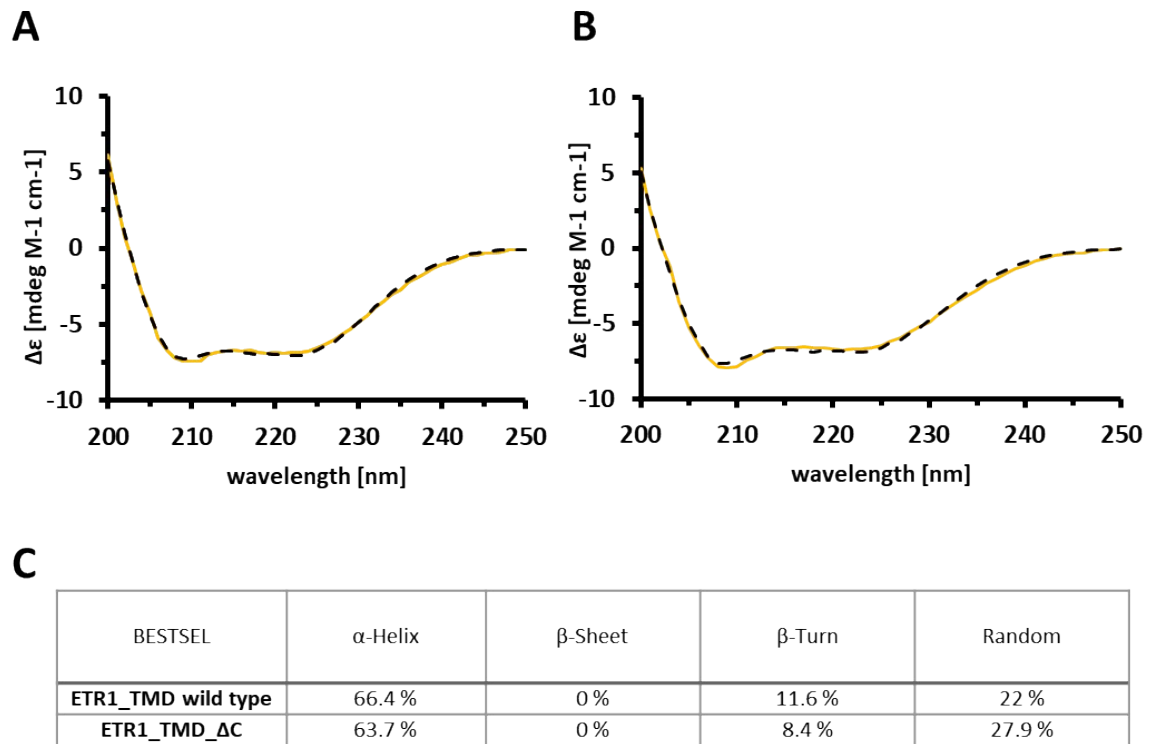 A
B
10
5
0
-5
-10
Δε [mdeg M-1 cm-1]
200 210 220 230 240 250
wavelength [nm]
10
5
0
-5
-10
Δε [mdeg M-1 cm-1]
200 210 220 230 240 250
wavelength [nm]
C
BESTSEL α-Helix β-Sheet β-Turn Random
ETR1_TMD wild type 66.4 % 0 % 11.6 % 22 %
ETR1_TMD_ΔC 63.7 % 0 % 8.4 % 27.9 %